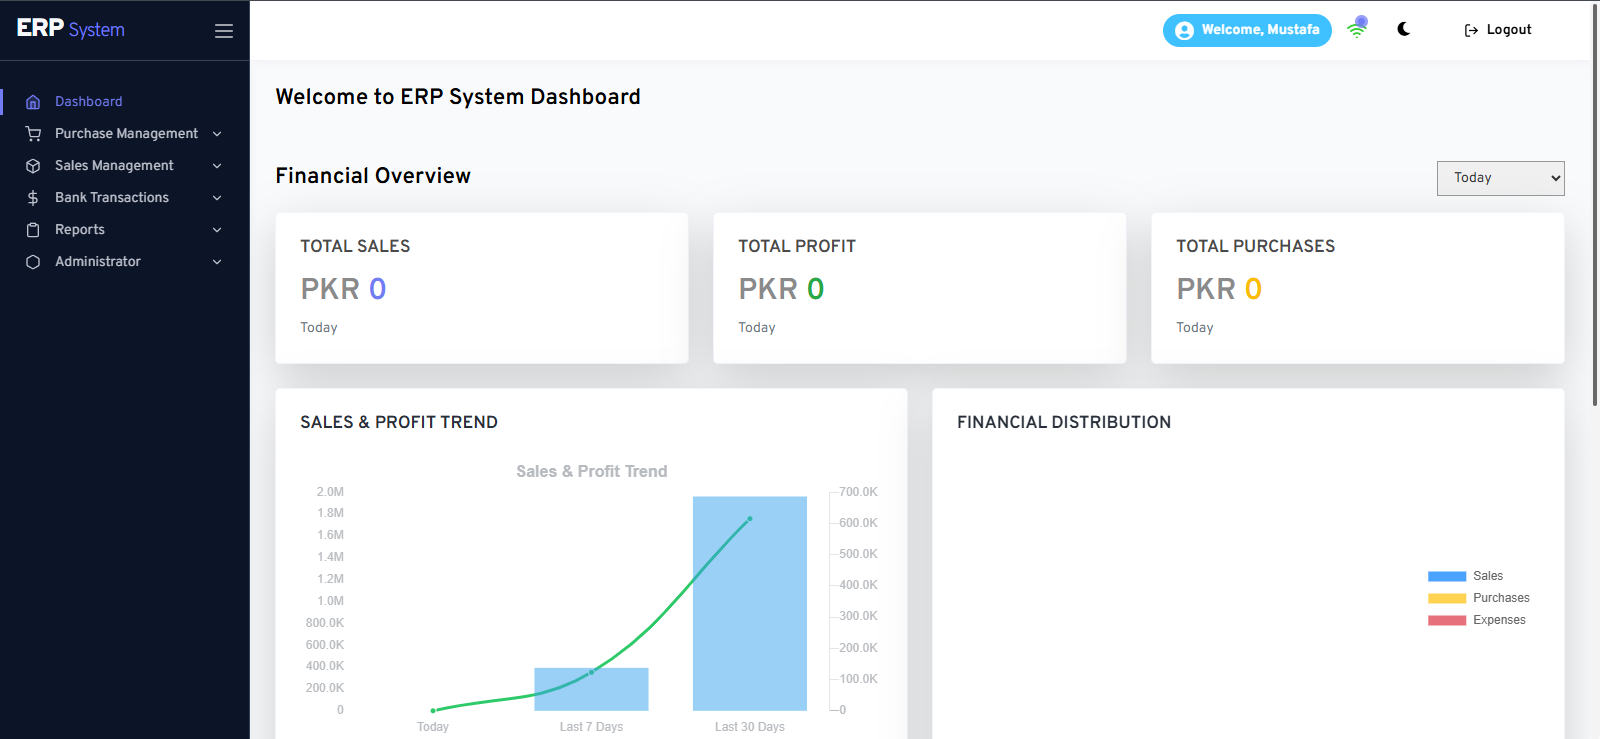 ERP System
Welcome, Mustafa
Logout
Dashboard
Purchase Management
Sales Management
Bank Transactions
Reports
Administrator
Welcome to ERP System Dashboard
Financial Overview
Today
TOTAL SALES
PKR 0
Today
TOTAL PROFIT
PKR 0
Today
TOTAL PURCHASES
PKR 0
Today
SALES & PROFIT TREND
Sales & Profit Trend
2.0M
1.8M
1.6M
1.4M
1.2M
1.0M
800.0K
600.0K
400.0K
200.0K
0
700.0K
600.0K
500.0K
400.0K
300.0K
200.0K
100.0K
0
Today
Last 7 Days
Last 30 Days
FINANCIAL DISTRIBUTION
Sales
Purchases
Expenses